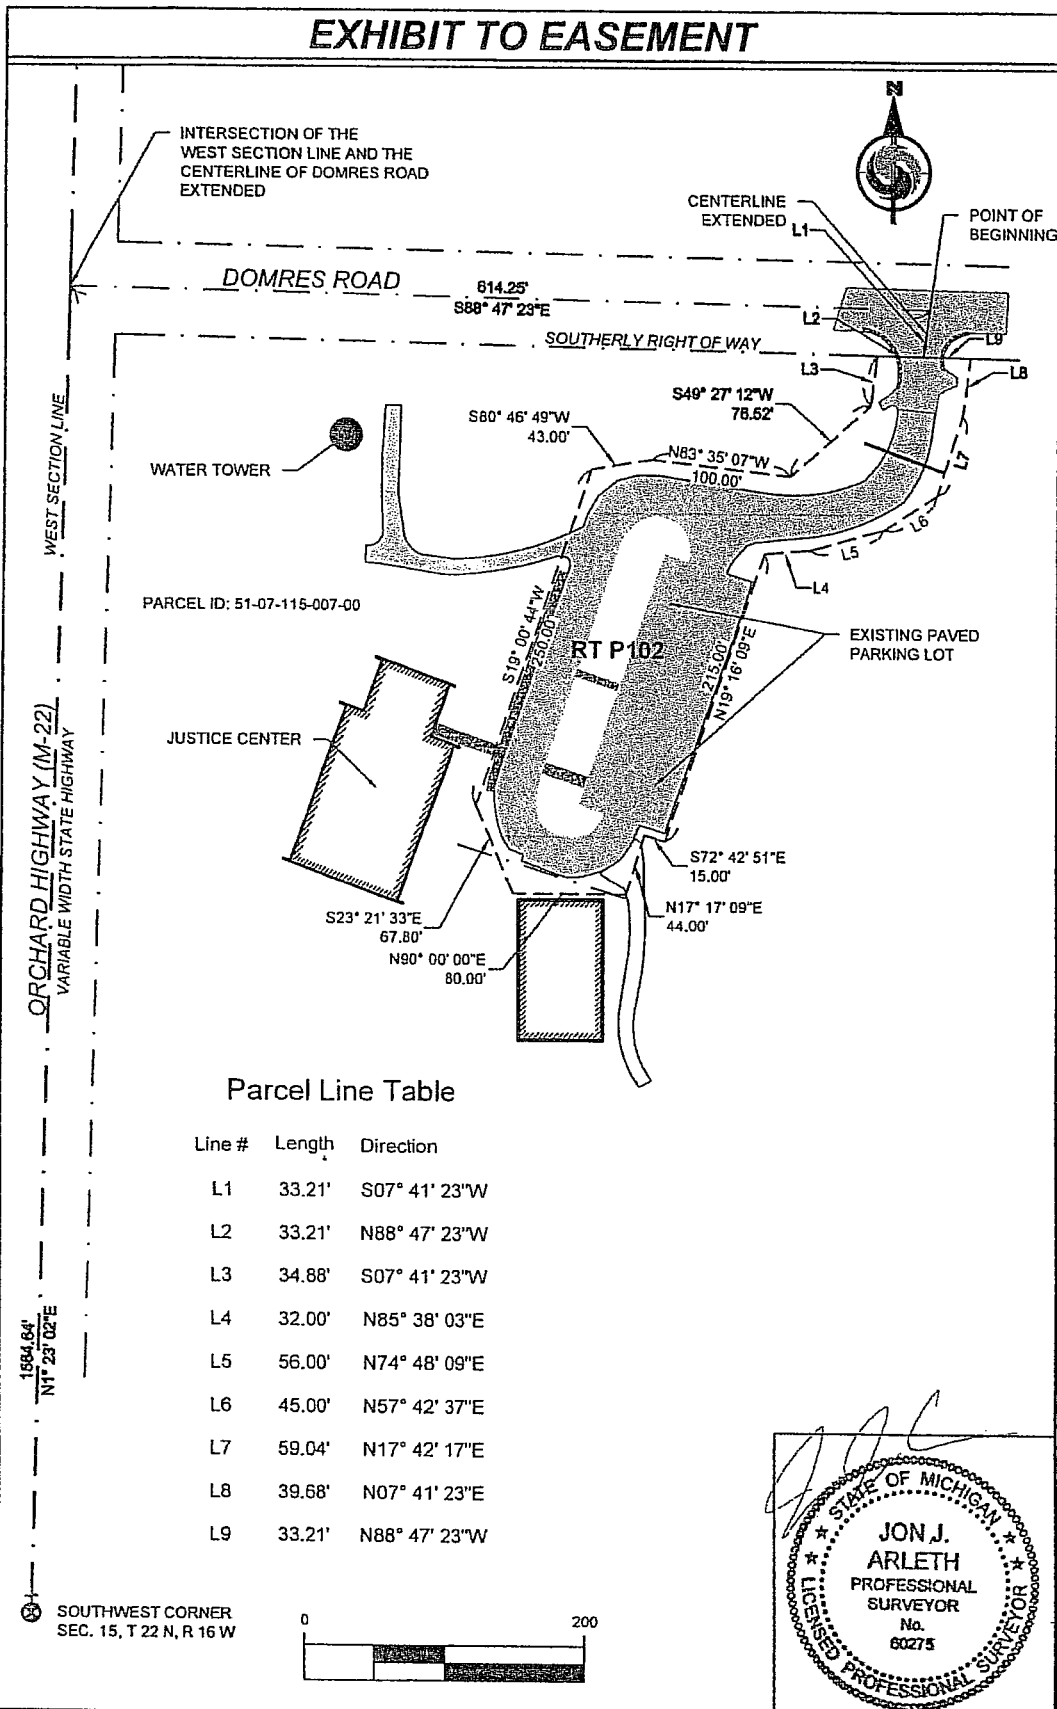 EXHIBIT TO EASEMENT
N
INTERSECTION OF THE
WEST SECTION LINE AND THE
CENTERLINE OF DOMRES ROAD
EXTENDED
CENTERLINE
EXTENDED
L1
POINT OF
BEGINNING
DOMRES ROAD
614.25'
S88° 47' 23"E
L2
SOUTHERLY RIGHT OF WAY
L9
L3
L8
S49° 27' 12"W
76.52'
S80° 46' 49"W
43.00'
N83° 35' 07"W
100.00'
L7
WEST SECTION LINE
WATER TOWER
L6
L5
L4
PARCEL ID: 51-07-115-007-00
S19° 00' 44"W
250.00'
RT P102
215.00'
N19° 16' 09"E
EXISTING PAVED
PARKING LOT
JUSTICE CENTER
ORCHARD HIGHWAY (M-22)
VARIABLE WIDTH STATE HIGHWAY
S72° 42' 51"E
15.00'
S23° 21' 33"E
67.80'
N17° 17' 09"E
44.00'
N90° 00' 00"E
80.00'
Parcel Line Table
Line # Length Direction
L1 33.21' S07° 41' 23"W
L2 33.21' N88° 47' 23"W
L3 34.88' S07° 41' 23"W
L4 32.00' N85° 38' 03"E
L5 56.00' N74° 48' 09"E
L6 45.00' N57° 42' 37"E
L7 59.04' N17° 42' 17"E
L8 39.68' N07° 41' 23"E
L9 33.21' N88° 47' 23"W
1584.64'
N1° 23' 02"E
SOUTHWEST CORNER
SEC. 15, T 22 N, R 16 W
0 200
STATE OF MICHIGAN
JON J.
ARLETH
PROFESSIONAL
SURVEYOR
No.
60275
LICENSED PROFESSIONAL SURVEYOR